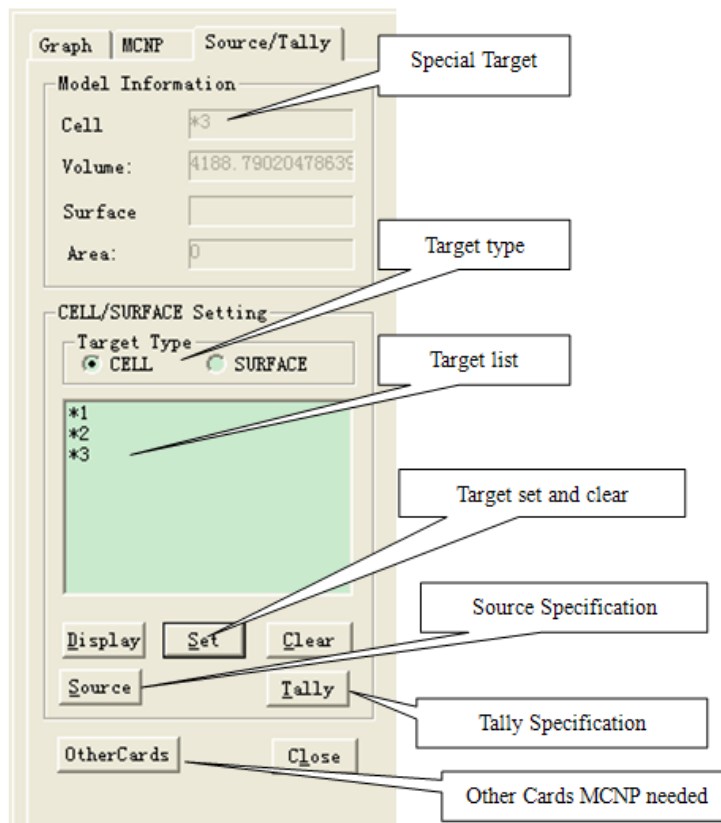 Graph MCNP Source/Tally
Special Target
Model Information
Cell *3
Volume: 4188.79020478639
Surface
Area: 0
Target type
CELL/SURFACE Setting
Target Type
CELL SURFACE
Target list
*1
*2
*3
Target set and clear
Source Specification
Display Set Clear
Source Tally
Tally Specification
OtherCards Close
Other Cards MCNP needed